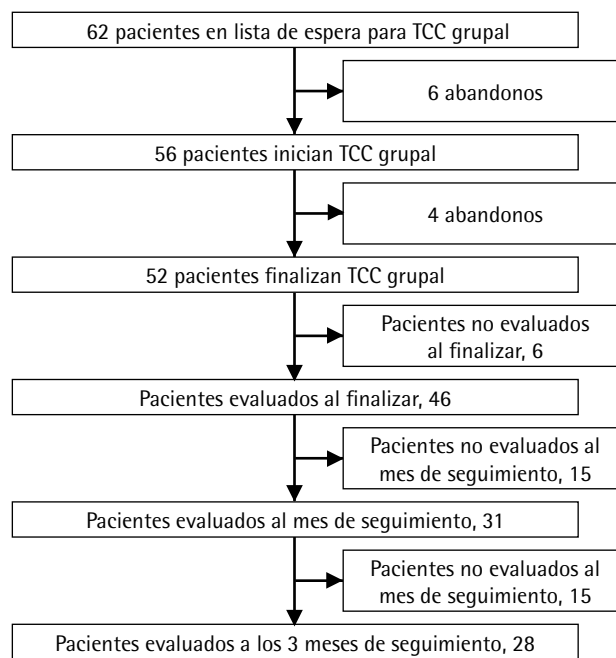 62 pacientes en lista de espera para TCC grupal
6 abandonos
56 pacientes inician TCC grupal
4 abandonos
52 pacientes finalizan TCC grupal
Pacientes no evaluados
al finalizar, 6
Pacientes evaluados al finalizar, 46
Pacientes no evaluados al
mes de seguimiento, 15
Pacientes evaluados al mes de seguimiento, 31
Pacientes no evaluados al
mes de seguimiento, 15
Pacientes evaluados a los 3 meses de seguimiento, 28